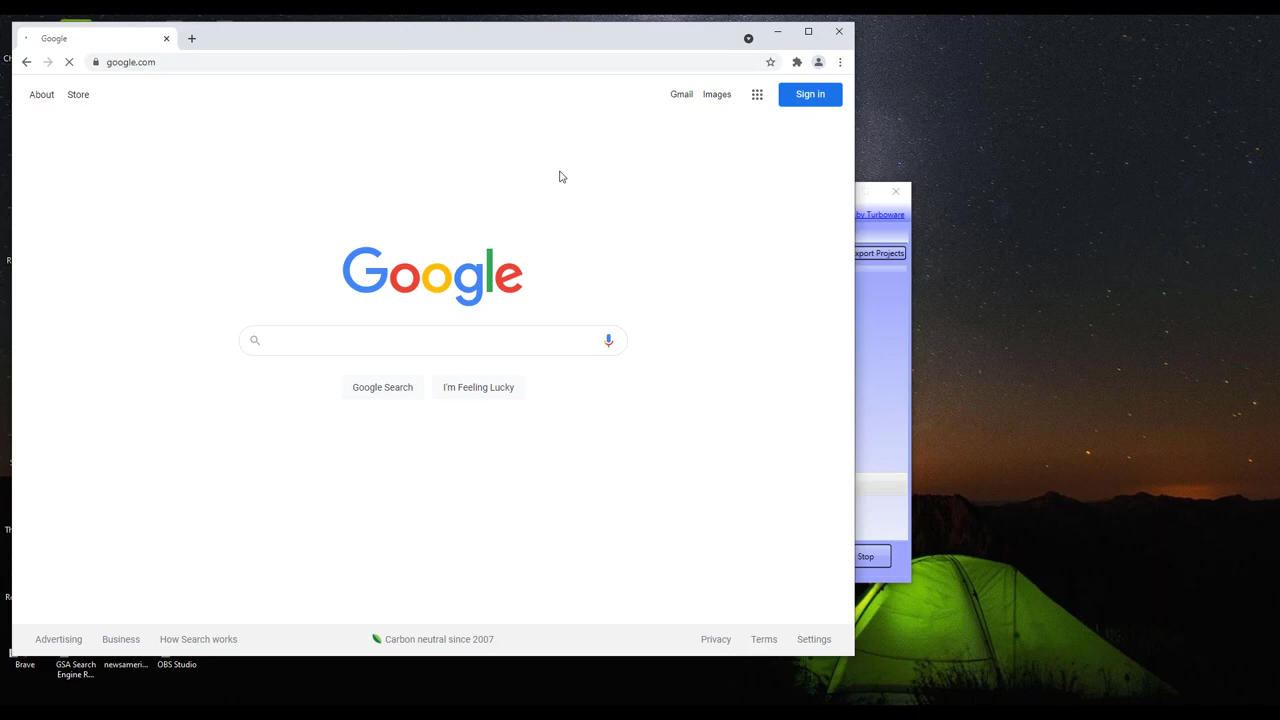 Google
google.com
About Store
Gmail Images Sign in
by Turboware
xport Projects
Google
Google Search I'm Feeling Lucky
Stop
Advertising Business How Search works
Carbon neutral since 2007
Privacy Terms Settings
Brave
GSA Search
Engine R...
newsameri...
OBS Studio